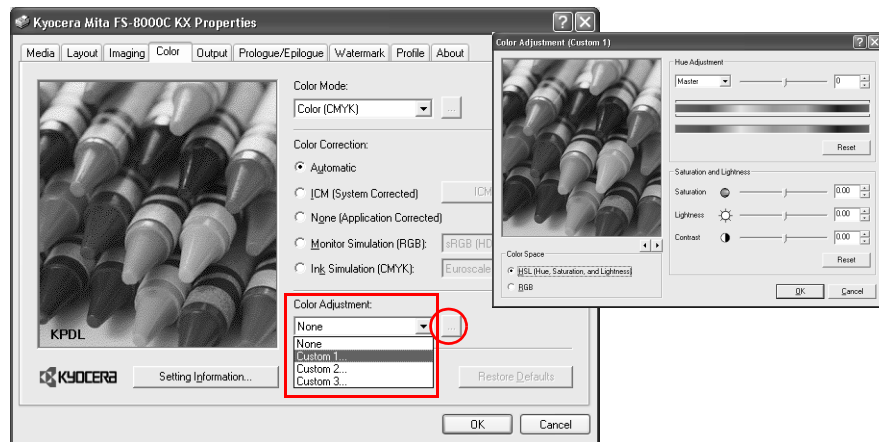 Kyocera Mita FS-8000C KX Properties
Media Layout Imaging Color Output Prologue/Epilogue Watermark Profile About
Color Mode:
Color (CMYK)
...
Color Correction:
Automatic
ICM (System Corrected)
ICM
None (Application Corrected)
Monitor Simulation (RGB):
sRGB (HD
Ink Simulation (CMYK):
Euroscale
Color Adjustment:
None
...
None
Custom 1...
Custom 2...
Custom 3...
KPDL
KYOCERA
Setting Information...
Restore Defaults
OK
Cancel
Color Adjustment (Custom 1)
Hue Adjustment
Master
0
Reset
Saturation and Lightness
Saturation
0.00
Lightness
0.00
Contrast
0.00
Reset
Color Space
HSL (Hue, Saturation, and Lightness)
RGB
OK
Cancel